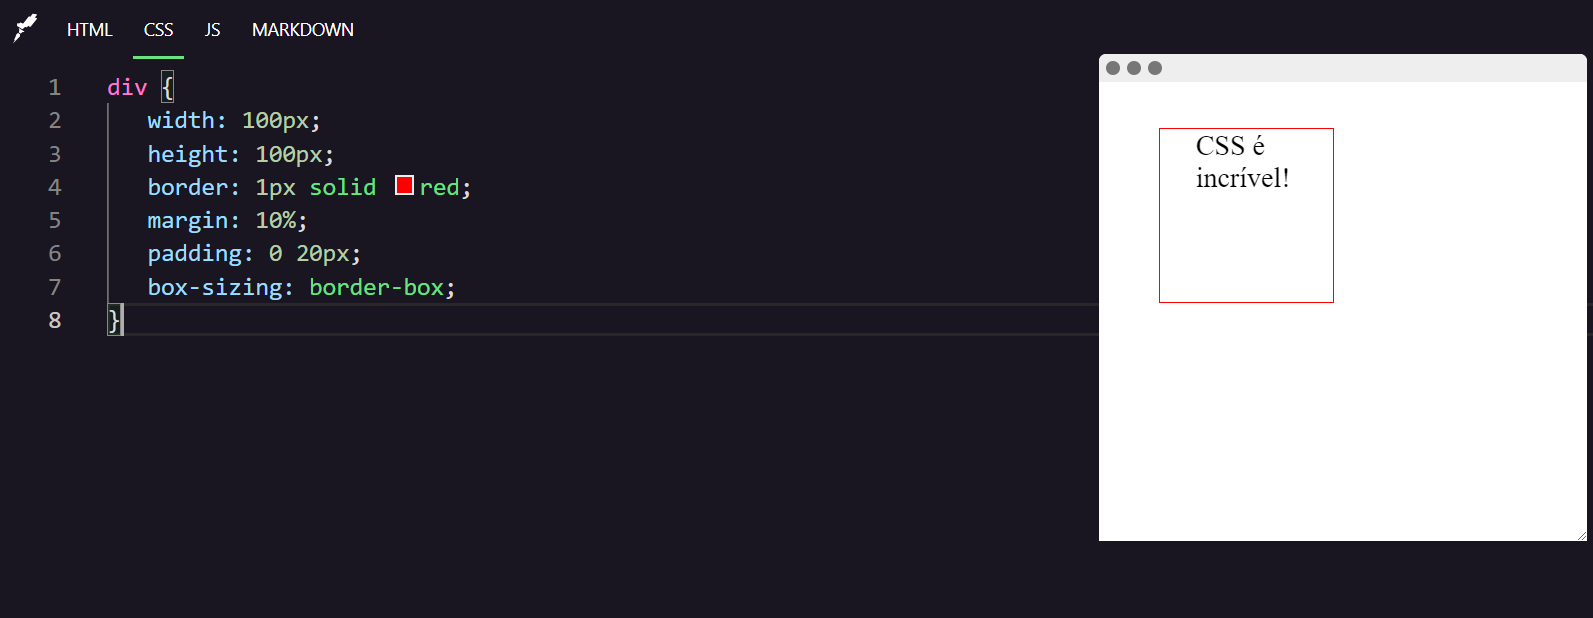 HTML CSS JS MARKDOWN
1 div {
2 width: 100px;
3 height: 100px;
4 border: 1px solid red;
5 margin: 10%;
6 padding: 0 20px;
7 box-sizing: border-box;
8 }
CSS é
incrível!